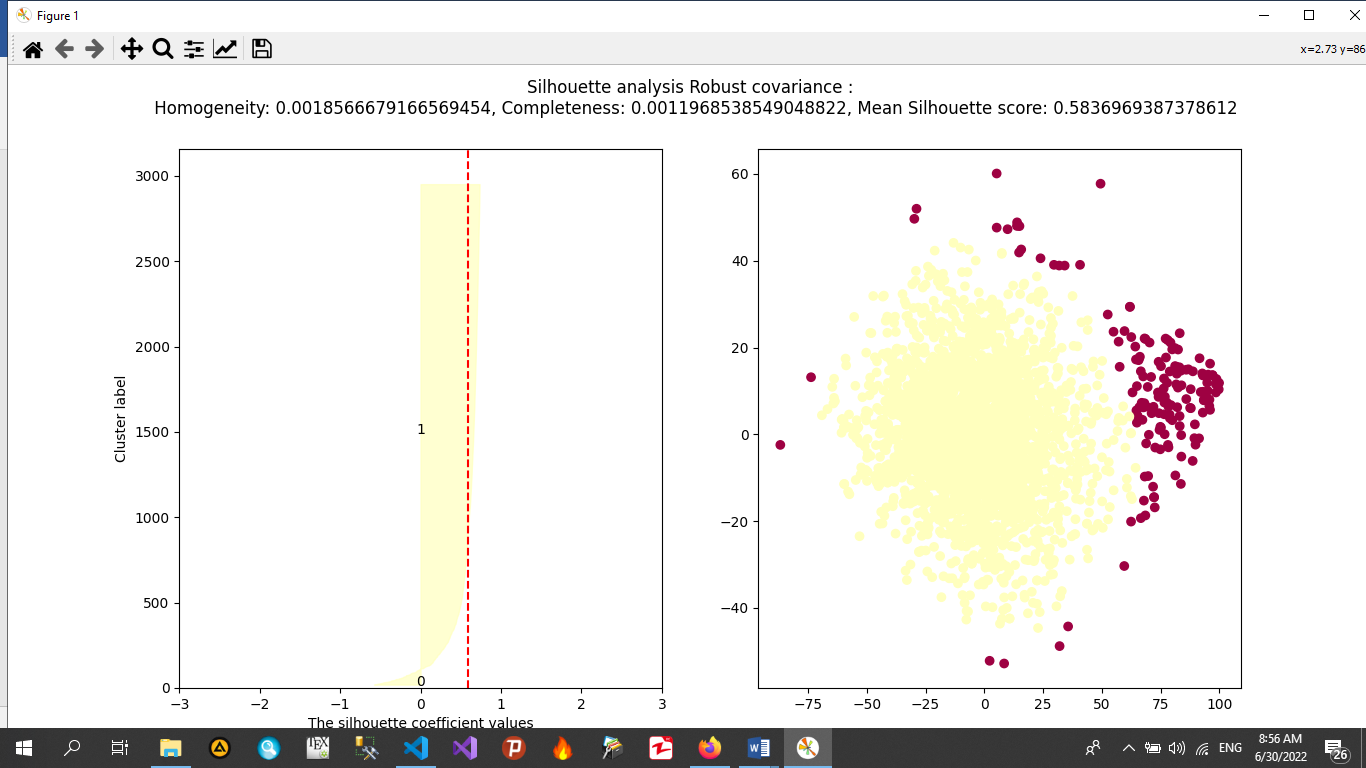 Figure 1
x=2.73 y=86
Silhouette analysis Robust covariance :
Homogeneity: 0.0018566679166569454, Completeness: 0.0011968538549048822, Mean Silhouette score: 0.5836969387378612
3000
2500
2000
1500
1000
500
0
Cluster label
1
0
−3 −2 −1 0 1 2 3
The silhouette coefficient values
60
40
20
0
−20
−40
−75 −50 −25 0 25 50 75 100
TEX
ENG
8:56 AM
6/30/2022
26